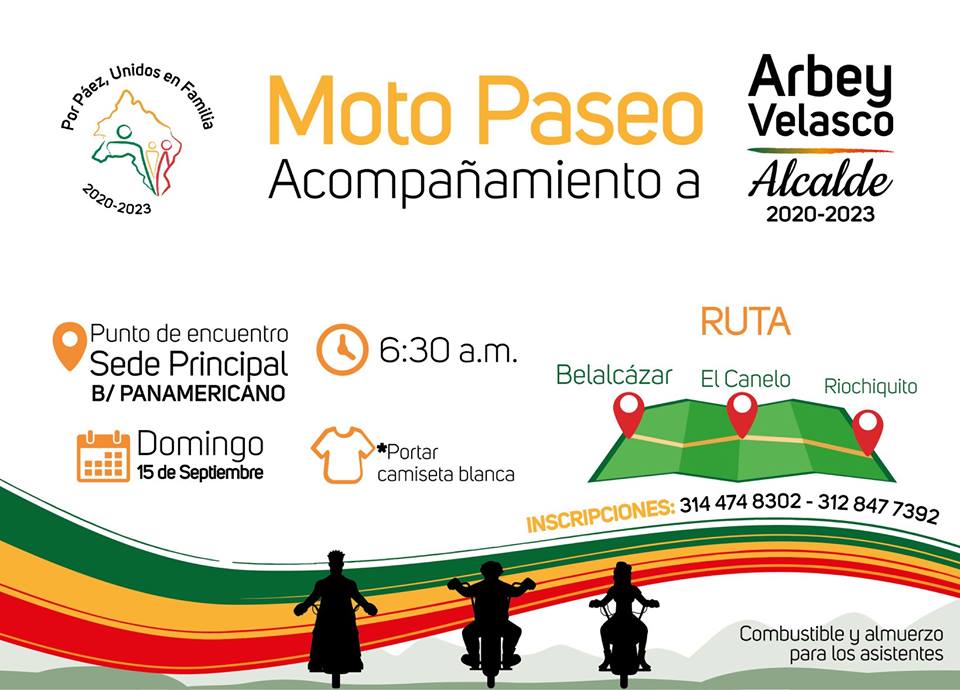 Por Páez, Unidos en Familia
2020-2023
Moto Paseo
Acompañamiento a
Arbey
Velasco
Alcalde
2020-2023
Punto de encuentro
Sede Principal
B/ PANAMERICANO
6:30 a.m.
Domingo
15 de Septiembre
*Portar
camiseta blanca
RUTA
Belalcázar
El Canelo
Riochiquito
INSCRIPCIONES: 314 474 8302 - 312 847 7392
Combustible y almuerzo
para los asistentes